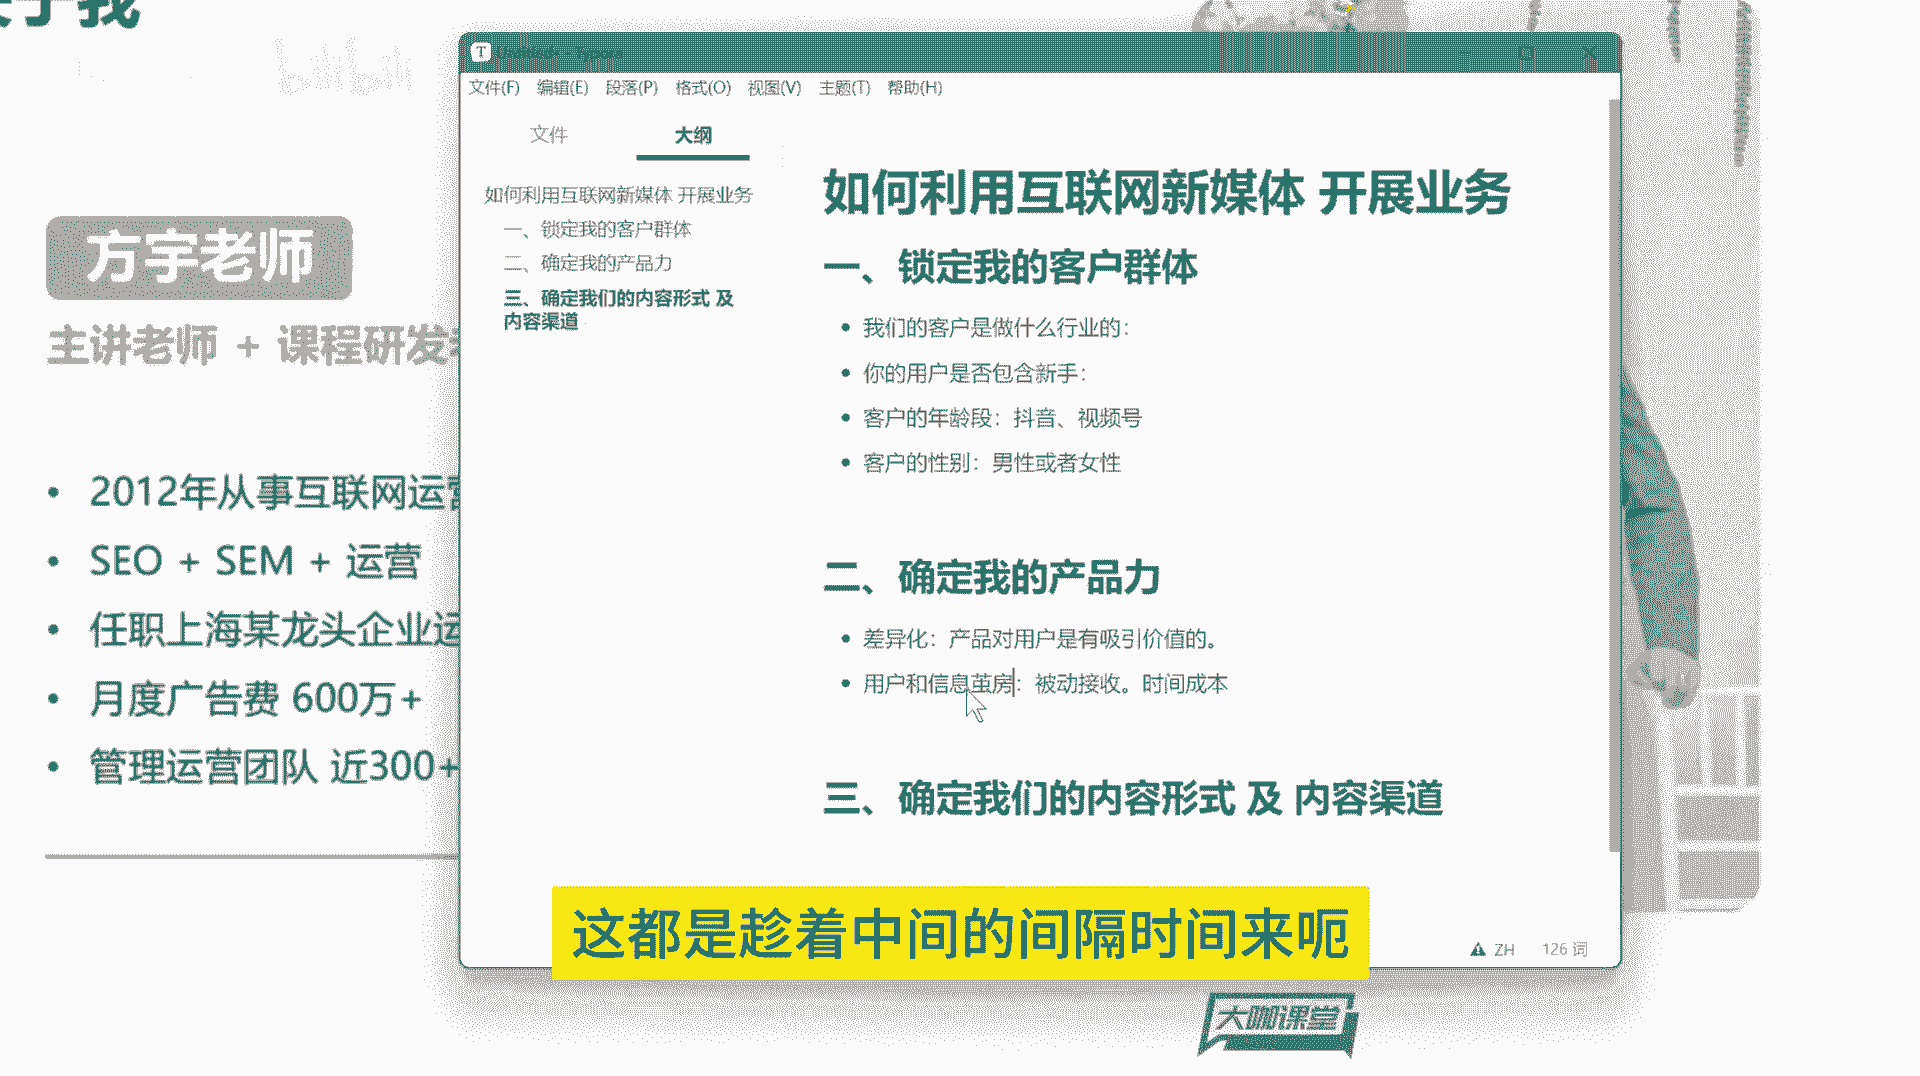 我
bilibili
方宇老师
主讲老师 + 课程研发
• 2012年从事互联网运营
• SEO + SEM + 运营
• 任职上海某龙头企业运
• 月度广告费 600万+
• 管理运营团队 近300+
T Untitled - Typora
文件(F) 编辑(E) 段落(P) 格式(O) 视图(V) 主题(T) 帮助(H)
文件 大纲
如何利用互联网新媒体 开展业务
一、锁定我的客户群体
二、确定我的产品力
三、确定我们的内容形式 及
内容渠道
如何利用互联网新媒体 开展业务
一、锁定我的客户群体
• 我们的客户是做什么行业的：
• 你的用户是否包含新手：
• 客户的年龄段：抖音、视频号
• 客户的性别：男性或者女性
二、确定我的产品力
• 差异化：产品对用户是有吸引价值的。
• 用户和信息茧房：被动接收。时间成本
三、确定我们的内容形式 及 内容渠道
ZH 126 词
这都是趁着中间的间隔时间来呃
大咖课堂